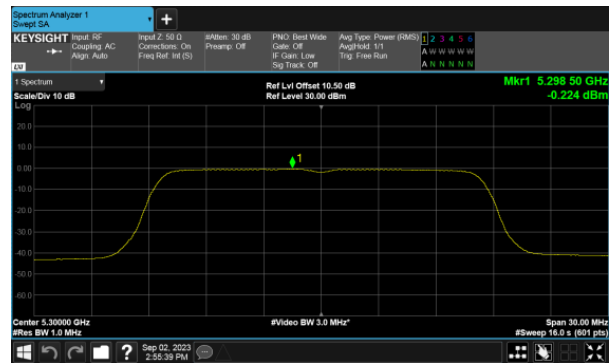 Spectrum Analyzer 1
Swept SA
+
KEYSIGHT
Input: RF
Coupling: AC
Align: Auto
Input Z: 50 Ω
Corrections: On
Freq Ref: Int (S)
#Atten: 30 dB
Preamp: Off
PNO: Best Wide
Gate: Off
IF Gain: Low
Sig Track: Off
Avg Type: Power (RMS)
Avg|Hold: 1/1
Trig: Free Run
1 2 3 4 5 6
A W W W W W
A N N N N N
LXI
1 Spectrum
Scale/Div 10 dB
Ref Lvl Offset 10.50 dB
Ref Level 30.00 dBm
Mkr1 5.298 50 GHz
-0.224 dBm
Log
20.0
10.0
0.00
-10.0
-20.0
-30.0
-40.0
-50.0
-60.0
1
Center 5.30000 GHz
#Res BW 1.0 MHz
#Video BW 3.0 MHz*
Span 30.00 MHz
#Sweep 16.0 s (601 pts)
?
Sep 02, 2023
2:55:39 PM